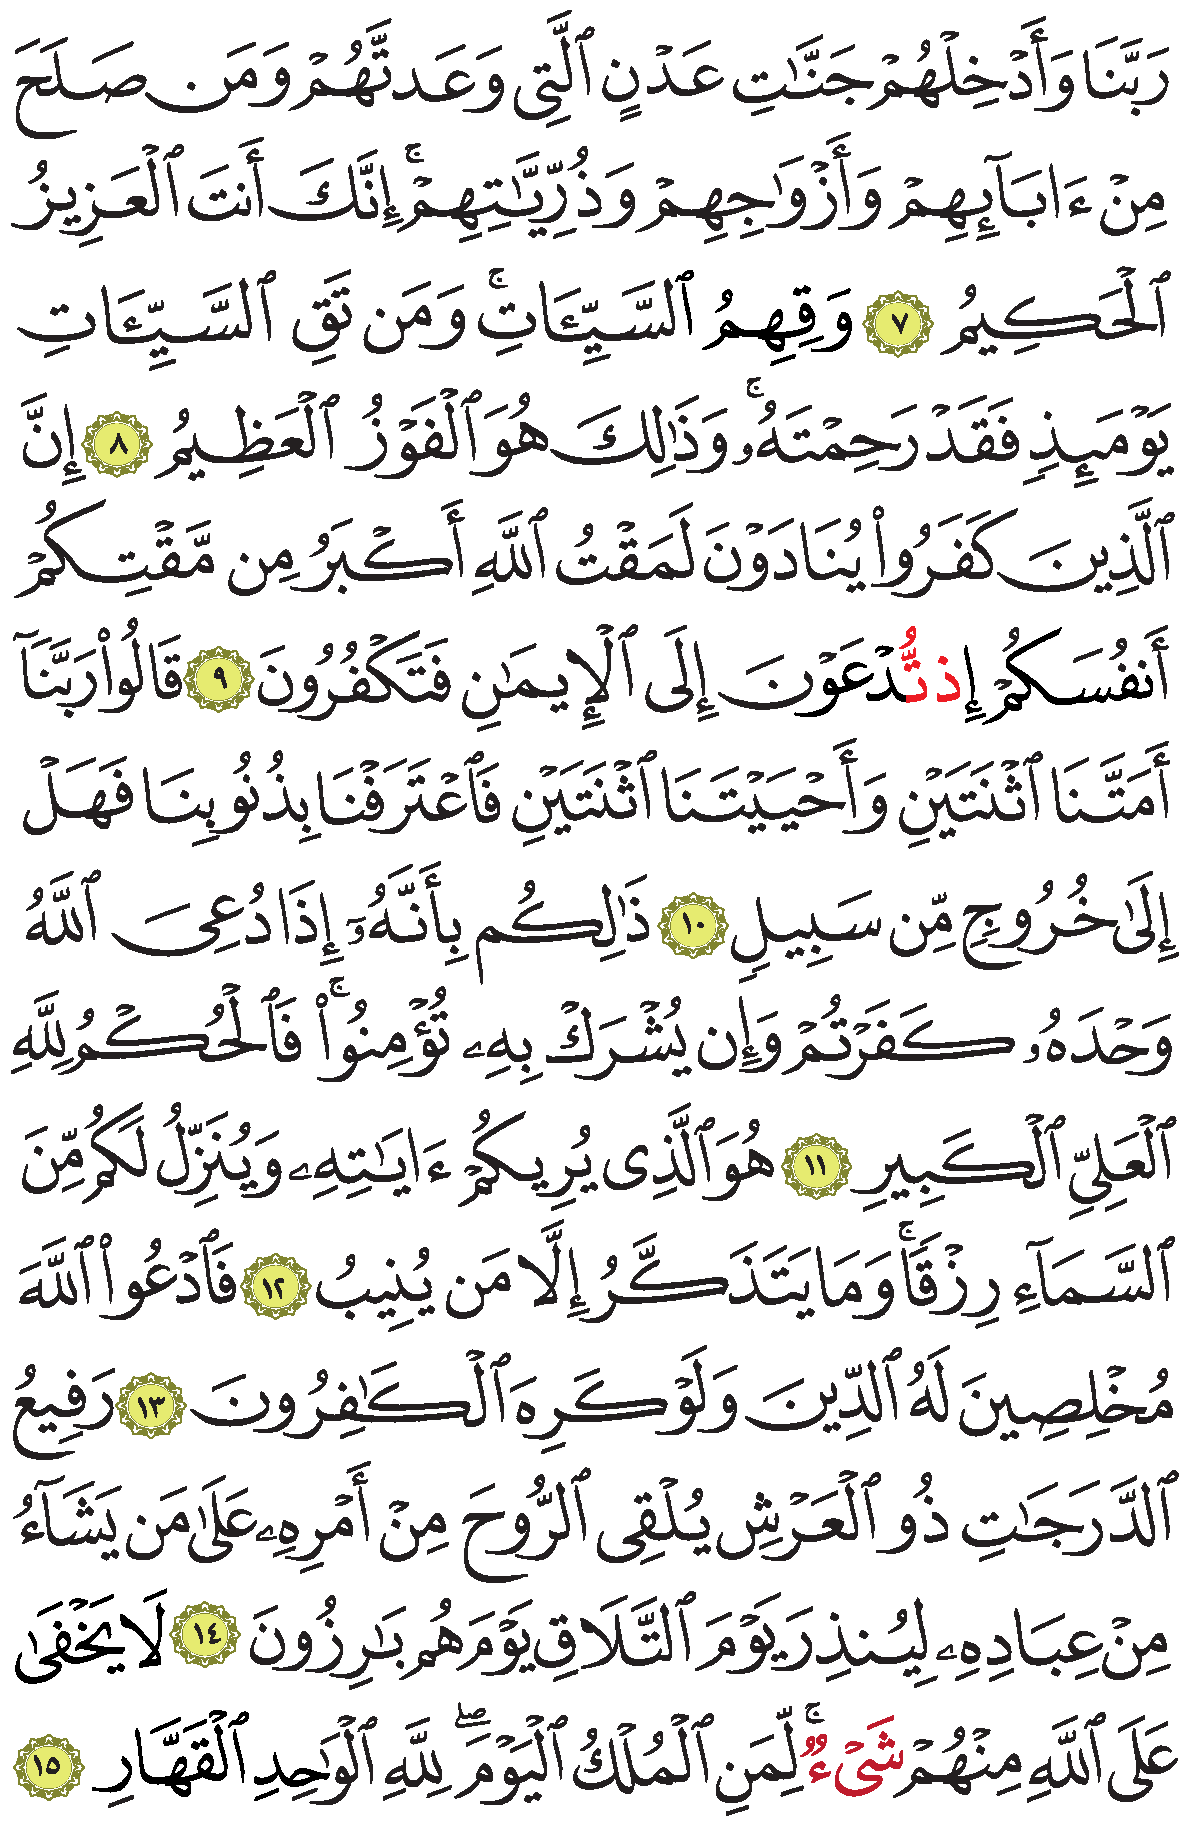 رَبَّنَا وَأَدۡخِلۡهُمۡ جَنَّٰتِ عَدۡنٍ ٱلَّتِي وَعَدتَّهُمۡ وَمَن صَلَحَ
مِنۡ ءَابَآئِهِمۡ وَأَزۡوَٰجِهِمۡ وَذُرِّيَّٰتِهِمۡۚ إِنَّكَ أَنتَ ٱلۡعَزِيزُ
ٱلۡحَكِيمُ ٧ وَقِهِمُ ٱلسَّيِّـَٔاتِۚ وَمَن تَقِ ٱلسَّيِّـَٔاتِ
يَوۡمَئِذٖ فَقَدۡ رَحِمۡتَهُۥۚ وَذَٰلِكَ هُوَ ٱلۡفَوۡزُ ٱلۡعَظِيمُ ٨ إِنَّ
ٱلَّذِينَ كَفَرُواْ يُنَادَوۡنَ لَمَقۡتُ ٱللَّهِ أَكۡبَرُ مِن مَّقۡتِكُمۡ
أَنفُسَكُمۡ إِذ تُّدۡعَوۡنَ إِلَى ٱلۡإِيمَٰنِ فَتَكۡفُرُونَ ٩ قَالُواْ رَبَّنَآ
أَمَتَّنَا ٱثۡنَتَيۡنِ وَأَحۡيَيۡتَنَا ٱثۡنَتَيۡنِ فَٱعۡتَرَفۡنَا بِذُنُوبِنَا فَهَلۡ
إِلَىٰ خُرُوجٖ مِّن سَبِيلٖ ١٠ ذَٰلِكُم بِأَنَّهُۥٓ إِذَا دُعِيَ ٱللَّهُ
وَحۡدَهُۥ كَفَرۡتُمۡ وَإِن يُشۡرَكۡ بِهِۦ تُؤۡمِنُواْۚ فَٱلۡحُكۡمُ لِلَّهِ
ٱلۡعَلِيِّ ٱلۡكَبِيرِ ١١ هُوَ ٱلَّذِي يُرِيكُمۡ ءَايَٰتِهِۦ وَيُنَزِّلُ لَكُم مِّنَ
ٱلسَّمَآءِ رِزۡقٗاۚ وَمَا يَتَذَكَّرُ إِلَّا مَن يُنِيبُ ١٢ فَٱدۡعُواْ ٱللَّهَ
مُخۡلِصِينَ لَهُ ٱلدِّينَ وَلَوۡ كَرِهَ ٱلۡكَٰفِرُونَ ١٣ رَفِيعُ
ٱلدَّرَجَٰتِ ذُو ٱلۡعَرۡشِ يُلۡقِي ٱلرُّوحَ مِنۡ أَمۡرِهِۦ عَلَىٰ مَن يَشَآءُ
مِنۡ عِبَادِهِۦ لِيُنذِرَ يَوۡمَ ٱلتَّلَاقِ يَوۡمَ هُم بَٰرِزُونَ ١٤ لَا يَخۡفَىٰ
عَلَى ٱللَّهِ مِنۡهُمۡ شَيۡءٞۚ لِّمَنِ ٱلۡمُلۡكُ ٱلۡيَوۡمَۖ لِلَّهِ ٱلۡوَٰحِدِ ٱلۡقَهَّارِ ١٥